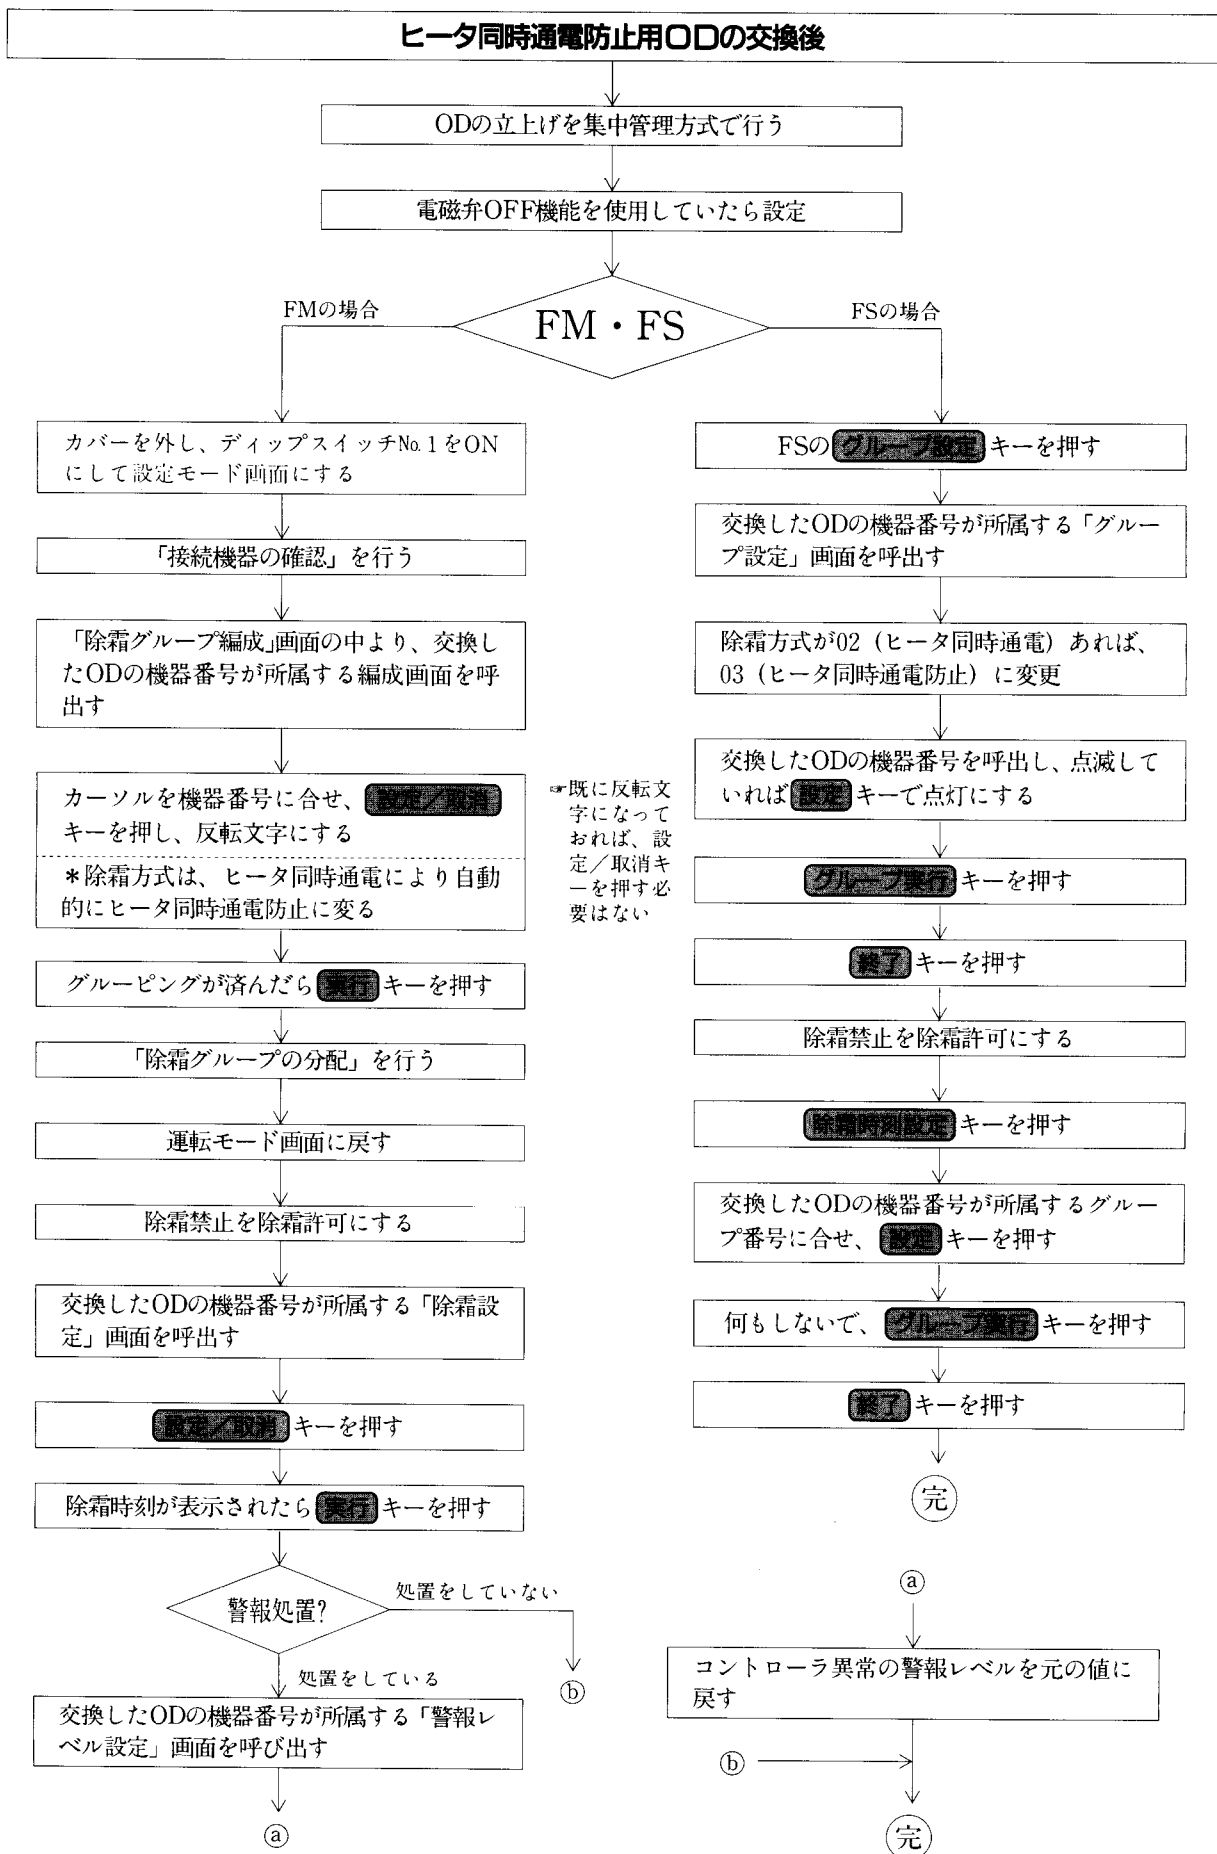 ヒータ同時通電防止用ODの交換後
ODの立上げを集中管理方式で行う
電磁弁OFF機能を使用していたら設定
FM・FS
FMの場合
カバーを外し、ディップスイッチNo.1をON
にして設定モード画面にする
「接続機器の確認」を行う
「除霜グループ編成」画面の中より、交換し
たODの機器番号が所属する編成画面を呼
出す
カーソルを機器番号に合せ、設定／取消
キーを押し、反転文字にする
＊除霜方式は、ヒータ同時通電により自動
的にヒータ同時通電防止に変る
☞既に反転文
字になって
おれば、設
定／取消キ
ーを押す必
要はない
グルーピングが済んだら実行キーを押す
「除霜グループの分配」を行う
運転モード画面に戻す
除霜禁止を除霜許可にする
交換したODの機器番号が所属する「除霜設
定」画面を呼出す
設定／取消キーを押す
除霜時刻が表示されたら実行キーを押す
警報処置?
処置をしていない
ⓑ
処置をしている
交換したODの機器番号が所属する「警報レ
ベル設定」画面を呼び出す
ⓐ
FSの場合
FSのグループ設定キーを押す
交換したODの機器番号が所属する「グルー
プ設定」画面を呼出す
除霜方式が02（ヒータ同時通電）あれば、
03（ヒータ同時通電防止）に変更
交換したODの機器番号を呼出し、点滅して
いれば設定キーで点灯にする
グループ実行キーを押す
終了キーを押す
除霜禁止を除霜許可にする
除霜時刻設定キーを押す
交換したODの機器番号が所属するグルー
プ番号に合せ、設定キーを押す
何もしないで、グループ実行キーを押す
終了キーを押す
完
ⓐ
コントローラ異常の警報レベルを元の値に
戻す
ⓑ
完